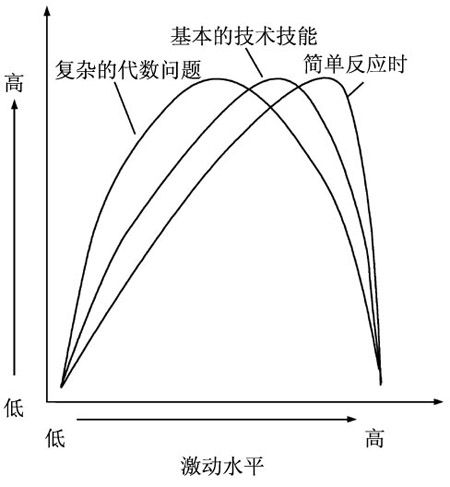 基本的技术技能
复杂的代数问题
简单反应时
高
低
低
高
激动水平